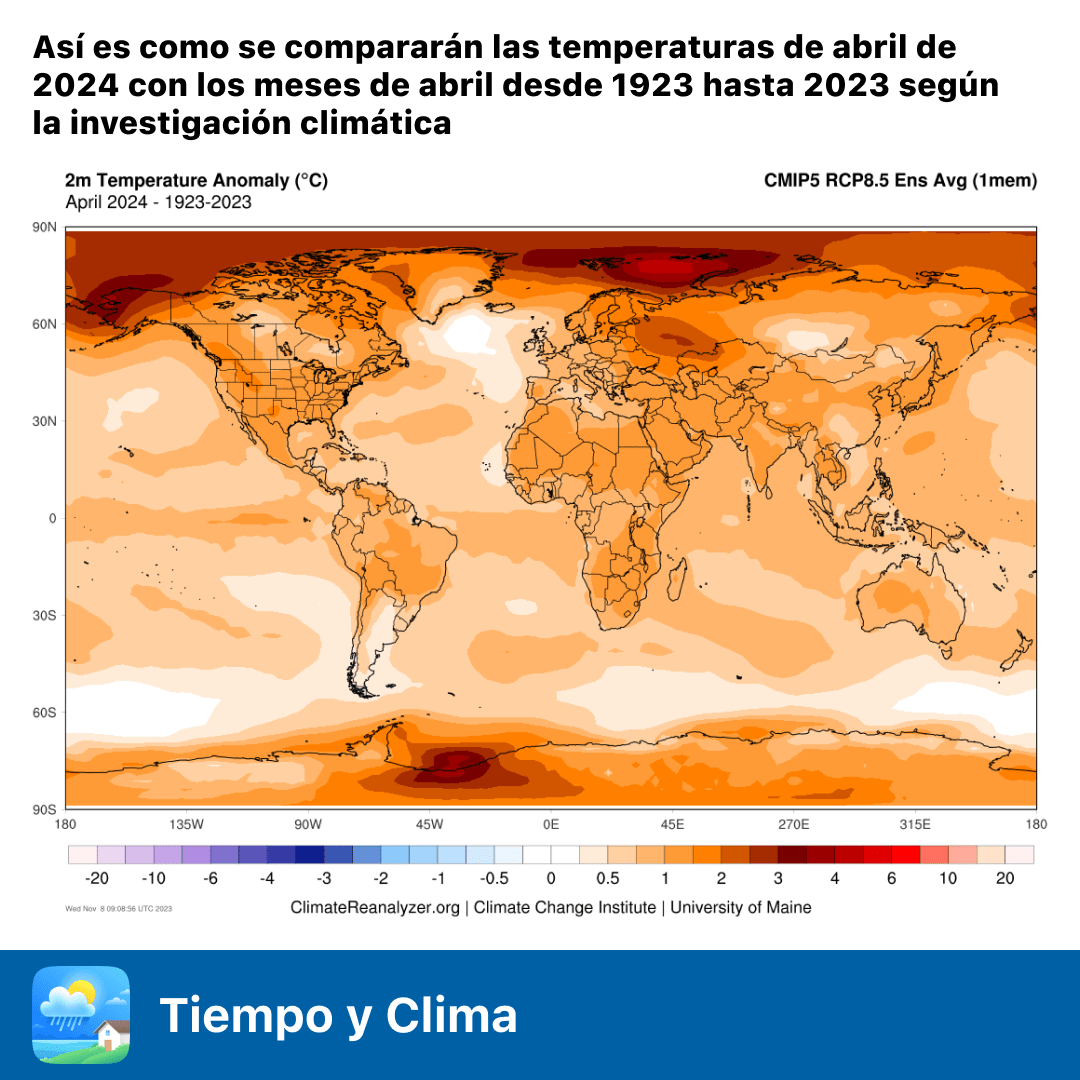 Así es como se compararán las temperaturas de abril de
2024 con los meses de abril desde 1923 hasta 2023 según
la investigación climática
2m Temperature Anomaly (°C)
CMIP5 RCP8.5 Ens Avg (1mem)
April 2024 - 1923-2023
90N
60N
30N
0
30S
60S
90S
180 135W 90W 45W 0E 45E 270E 315E 180
-20 -10 -6 -4 -3 -2 -1 -0.5 0 0.5 1 2 3 4 6 10 20
Wed Nov 8 09:08:56 UTC 2023
ClimateReanalyzer.org | Climate Change Institute | University of Maine
Tiempo y Clima